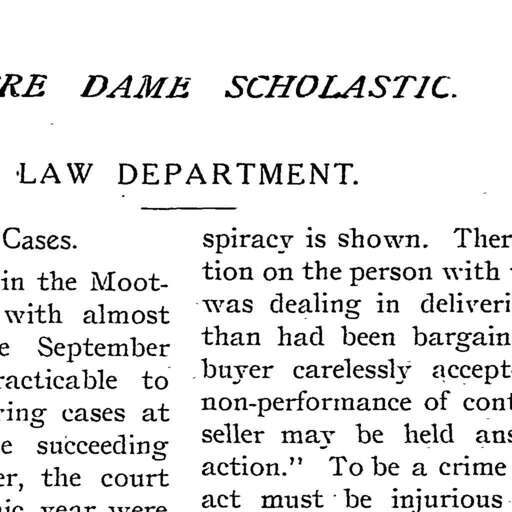 RE DAME SCHOLASTIC.
LAW DEPARTMENT.
Cases.
in the Moot-
with almost
e September
racticable to
ring cases at
e succeeding
er, the court
nic year were
spiracy is shown. Ther
tion on the person with
was dealing in deliveri
than had been bargain
buyer carelessly accept
non-performance of cont
seller may be held ans
action." To be a crime
act must be injurious